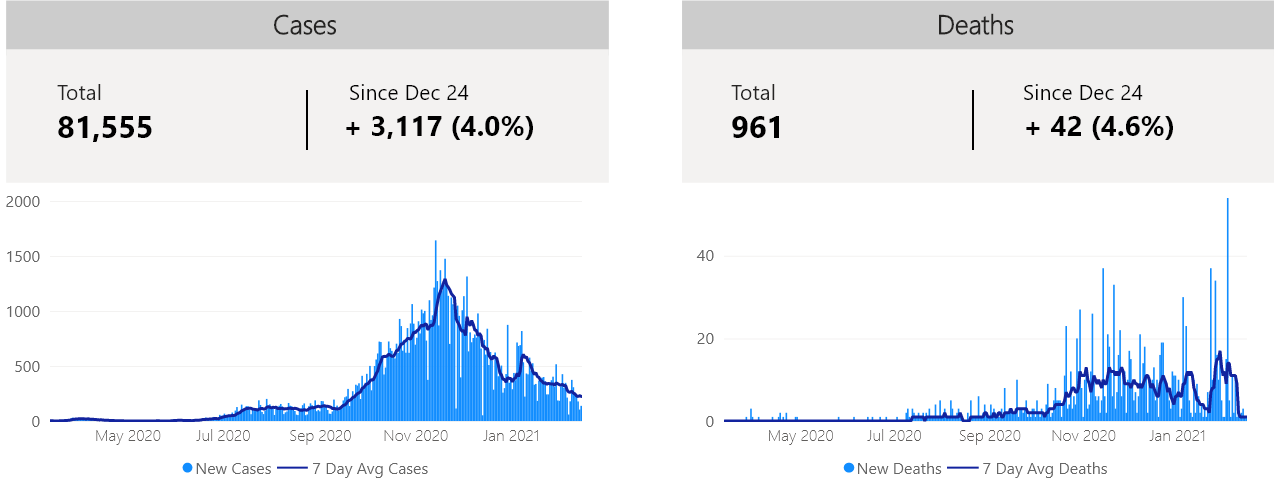 Cases
Total
81,555
Since Dec 24
+ 3,117 (4.0%)
2000
1500
1000
500
0
May 2020 Jul 2020 Sep 2020 Nov 2020 Jan 2021
New Cases 7 Day Avg Cases
Deaths
Total
961
Since Dec 24
+ 42 (4.6%)
40
20
0
May 2020 Jul 2020 Sep 2020 Nov 2020 Jan 2021
New Deaths 7 Day Avg Deaths